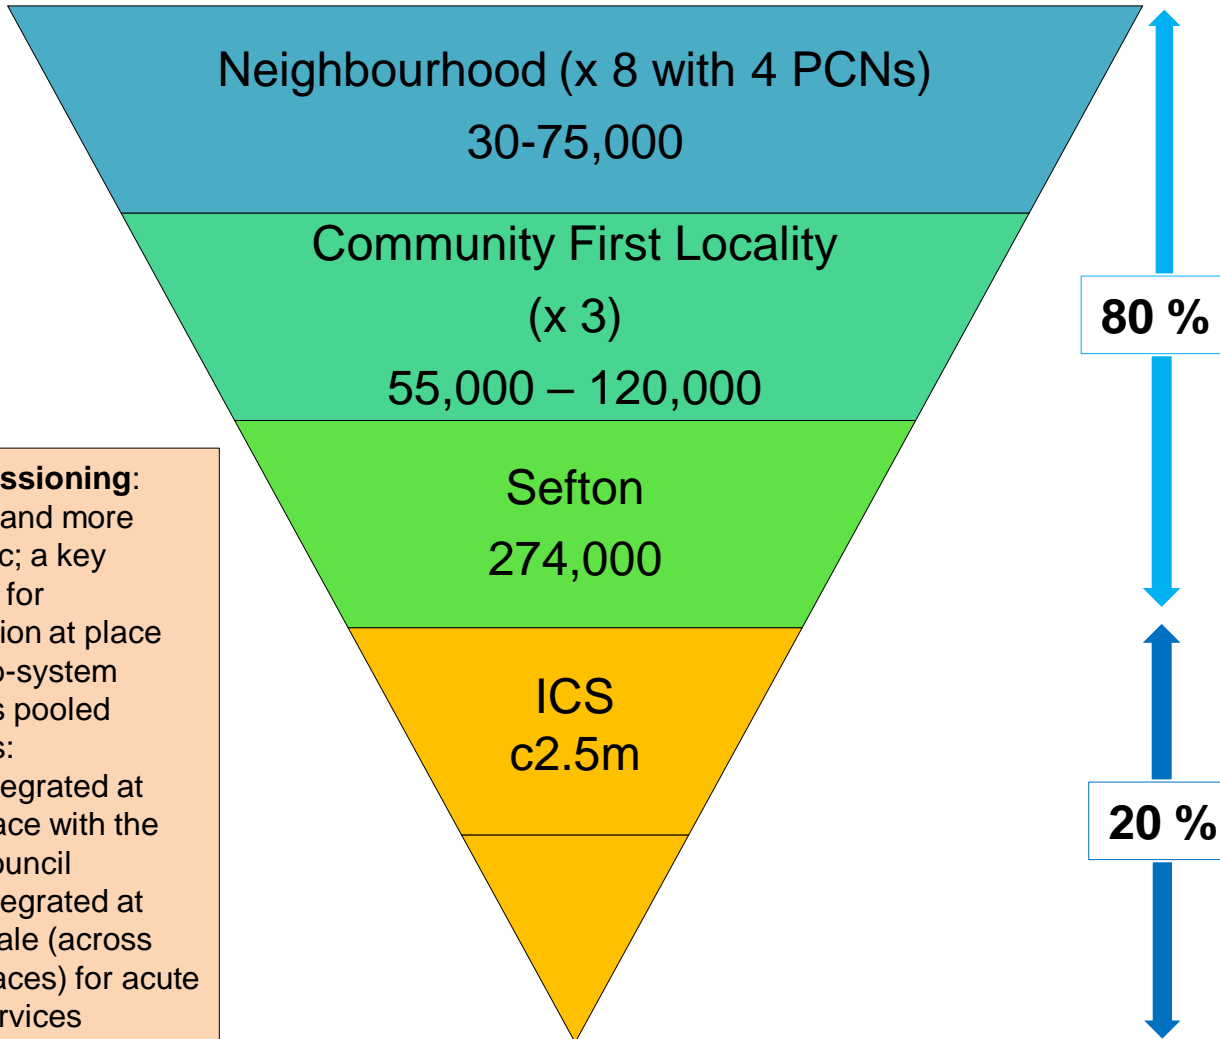 Neighbourhood (x 8 with 4 PCNs)
30-75,000
Community First Locality
(x 3)
55,000 – 120,000
Sefton
274,000
ICS
c2.5m
80 %
20 %
ssioning:
and more
c; a key
for
ion at place
o-system
s pooled
s:
egrated at
ace with the
ouncil
egrated at
ale (across
aces) for acute
rvices